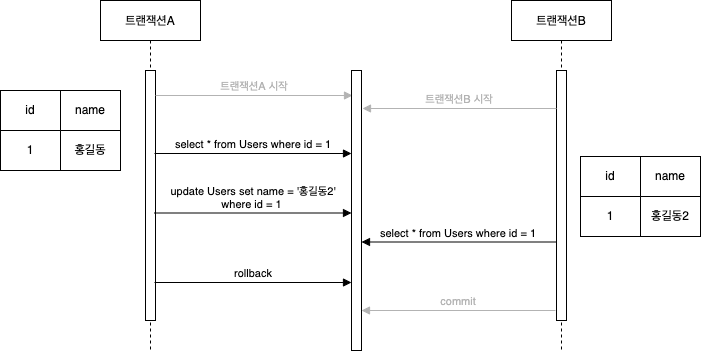 트랜잭션A
트랜잭션B
트랜잭션A 시작
트랜잭션B 시작
id name
1 홍길동
select * from Users where id = 1
update Users set name = '홍길동2'
where id = 1
id name
1 홍길동2
select * from Users where id = 1
rollback
commit